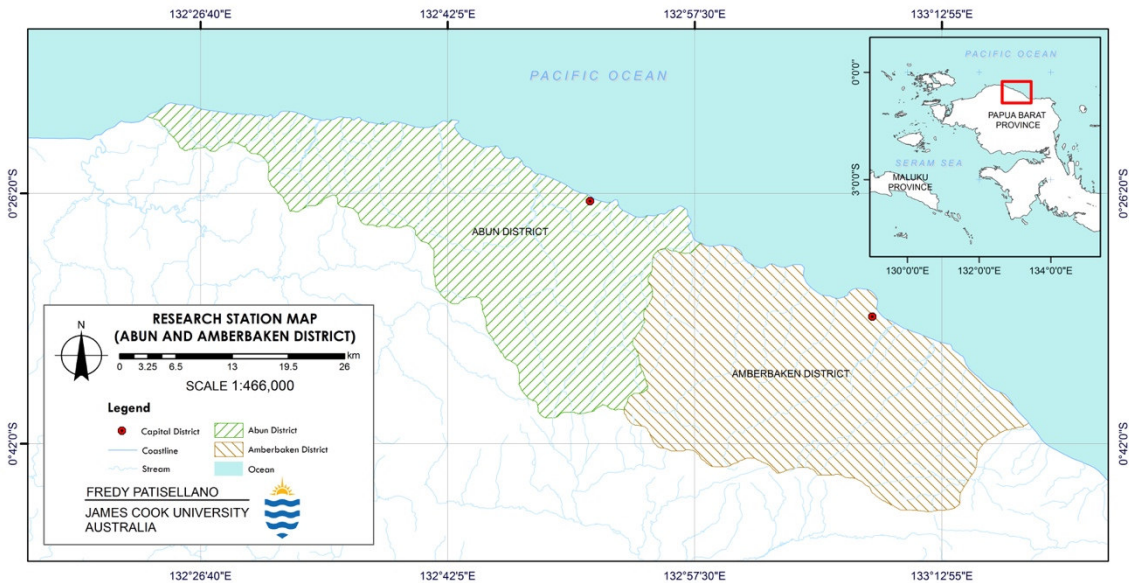 132°26'40"E 132°4'25"E 132°57'30"E 133°12'55"E
PACIFIC OCEAN
PACIFIC OCEAN
0°0'0"
PAPUA BARAT
PROVINCE
SERAM SEA
MALUKU
PROVINCE
3°0'0"S
130°0'0"E 132°0'0"E 134°0'0"E
0°26'20"S 0°26'20"S
ABUN DISTRICT
AMBERBAKEN DISTRICT
RESEARCH STATION MAP
(ABUN AND AMBERBAKEN DISTRICT)
N
km
0 3.25 6.5 13 19.5 26
SCALE 1:466,000
Legend
Capital District
Abun District
Coastline
Amberbaken District
Stream
Ocean
FREDY PATISELLANO
JAMES COOK UNIVERSITY
AUSTRALIA
0°42'0"S 0°42'0"S
132°26'40"E 132°4'25"E 132°57'30"E 133°12'55"E